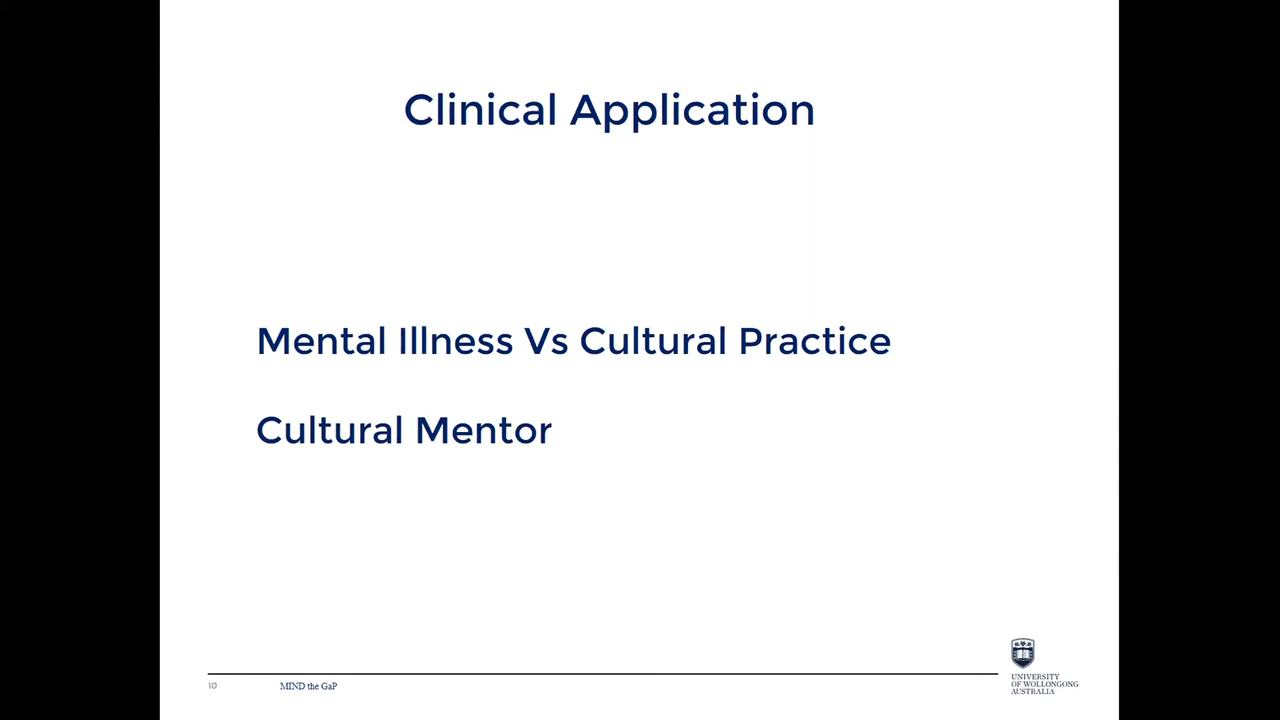 Clinical Application
Mental Illness Vs Cultural Practice
Cultural Mentor
10
MIND the GaP
UNIVERSITY
OF WOLLONGONG
AUSTRALIA